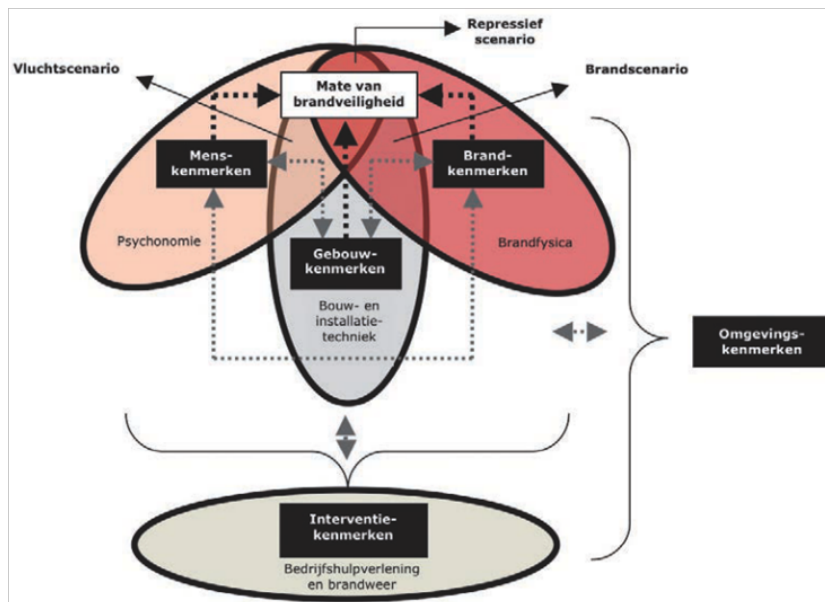 Repressief
scenario
Vluchtscenario
Brandscenario
Mate van
brandveiligheid
Mens-
kenmerken
Brand-
kenmerken
Psychonomie
Brandfysica
Gebouw-
kenmerken
Bouw- en
installatie-
techniek
Omgevings-
kenmerken
Interventie-
kenmerken
Bedrijfshulpverlening
en brandweer